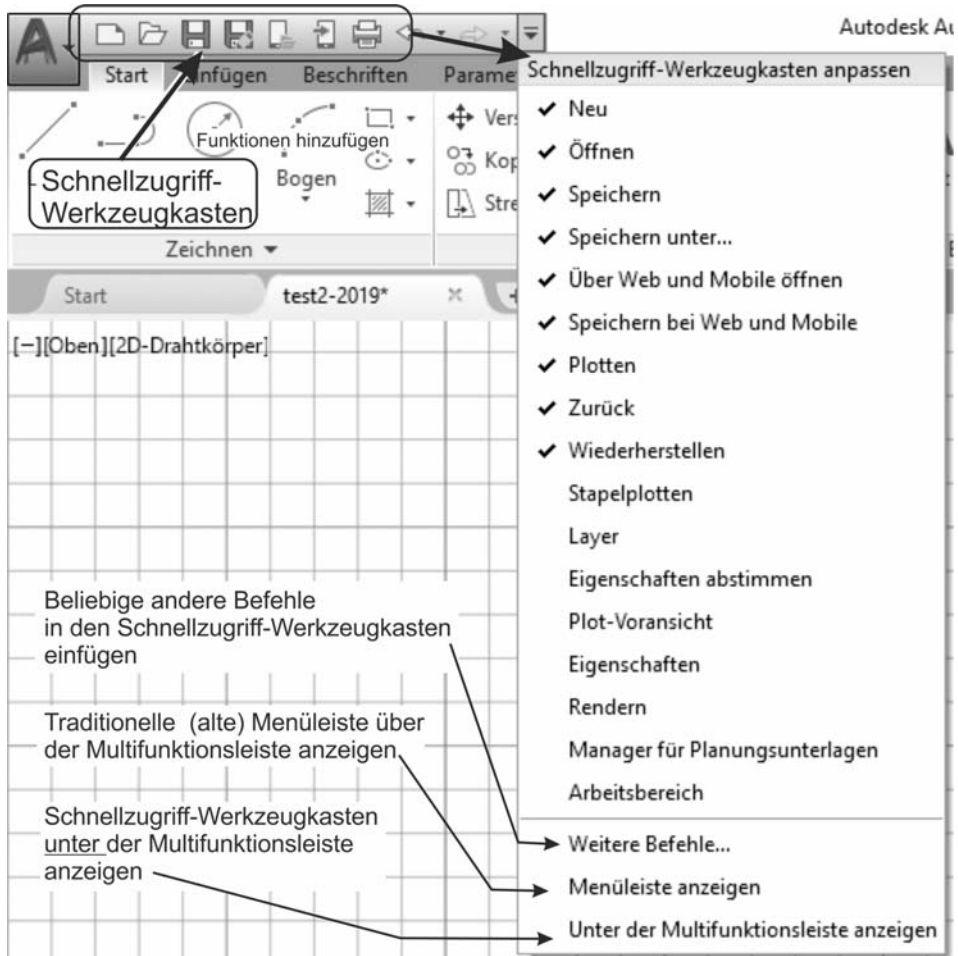 Autodesk
Start
infügen
Beschriften
Schnellzugriff-Werkzeugkasten anpassen
Funktionen hinzufügen
Bogen
Schnellzugriff-
Werkzeugkasten
Zeichnen
Start
test2-2019*
[−][Oben][2D-Drahtkörper]
Neu
Öffnen
Speichern
Speichern unter...
Über Web und Mobile öffnen
Speichern bei Web und Mobile
Plotten
Zurück
Wiederherstellen
Stapelplotten
Layer
Eigenschaften abstimmen
Plot-Voransicht
Eigenschaften
Rendern
Manager für Planungsunterlagen
Arbeitsbereich
Weitere Befehle...
Menüleiste anzeigen
Unter der Multifunktionsleiste anzeigen
Beliebige andere Befehle
in den Schnellzugriff-Werkzeugkasten
einfügen
Traditionelle (alte) Menüleiste über
der Multifunktionsleiste anzeigen
Schnellzugriff-Werkzeugkasten
unter der Multifunktionsleiste
anzeigen